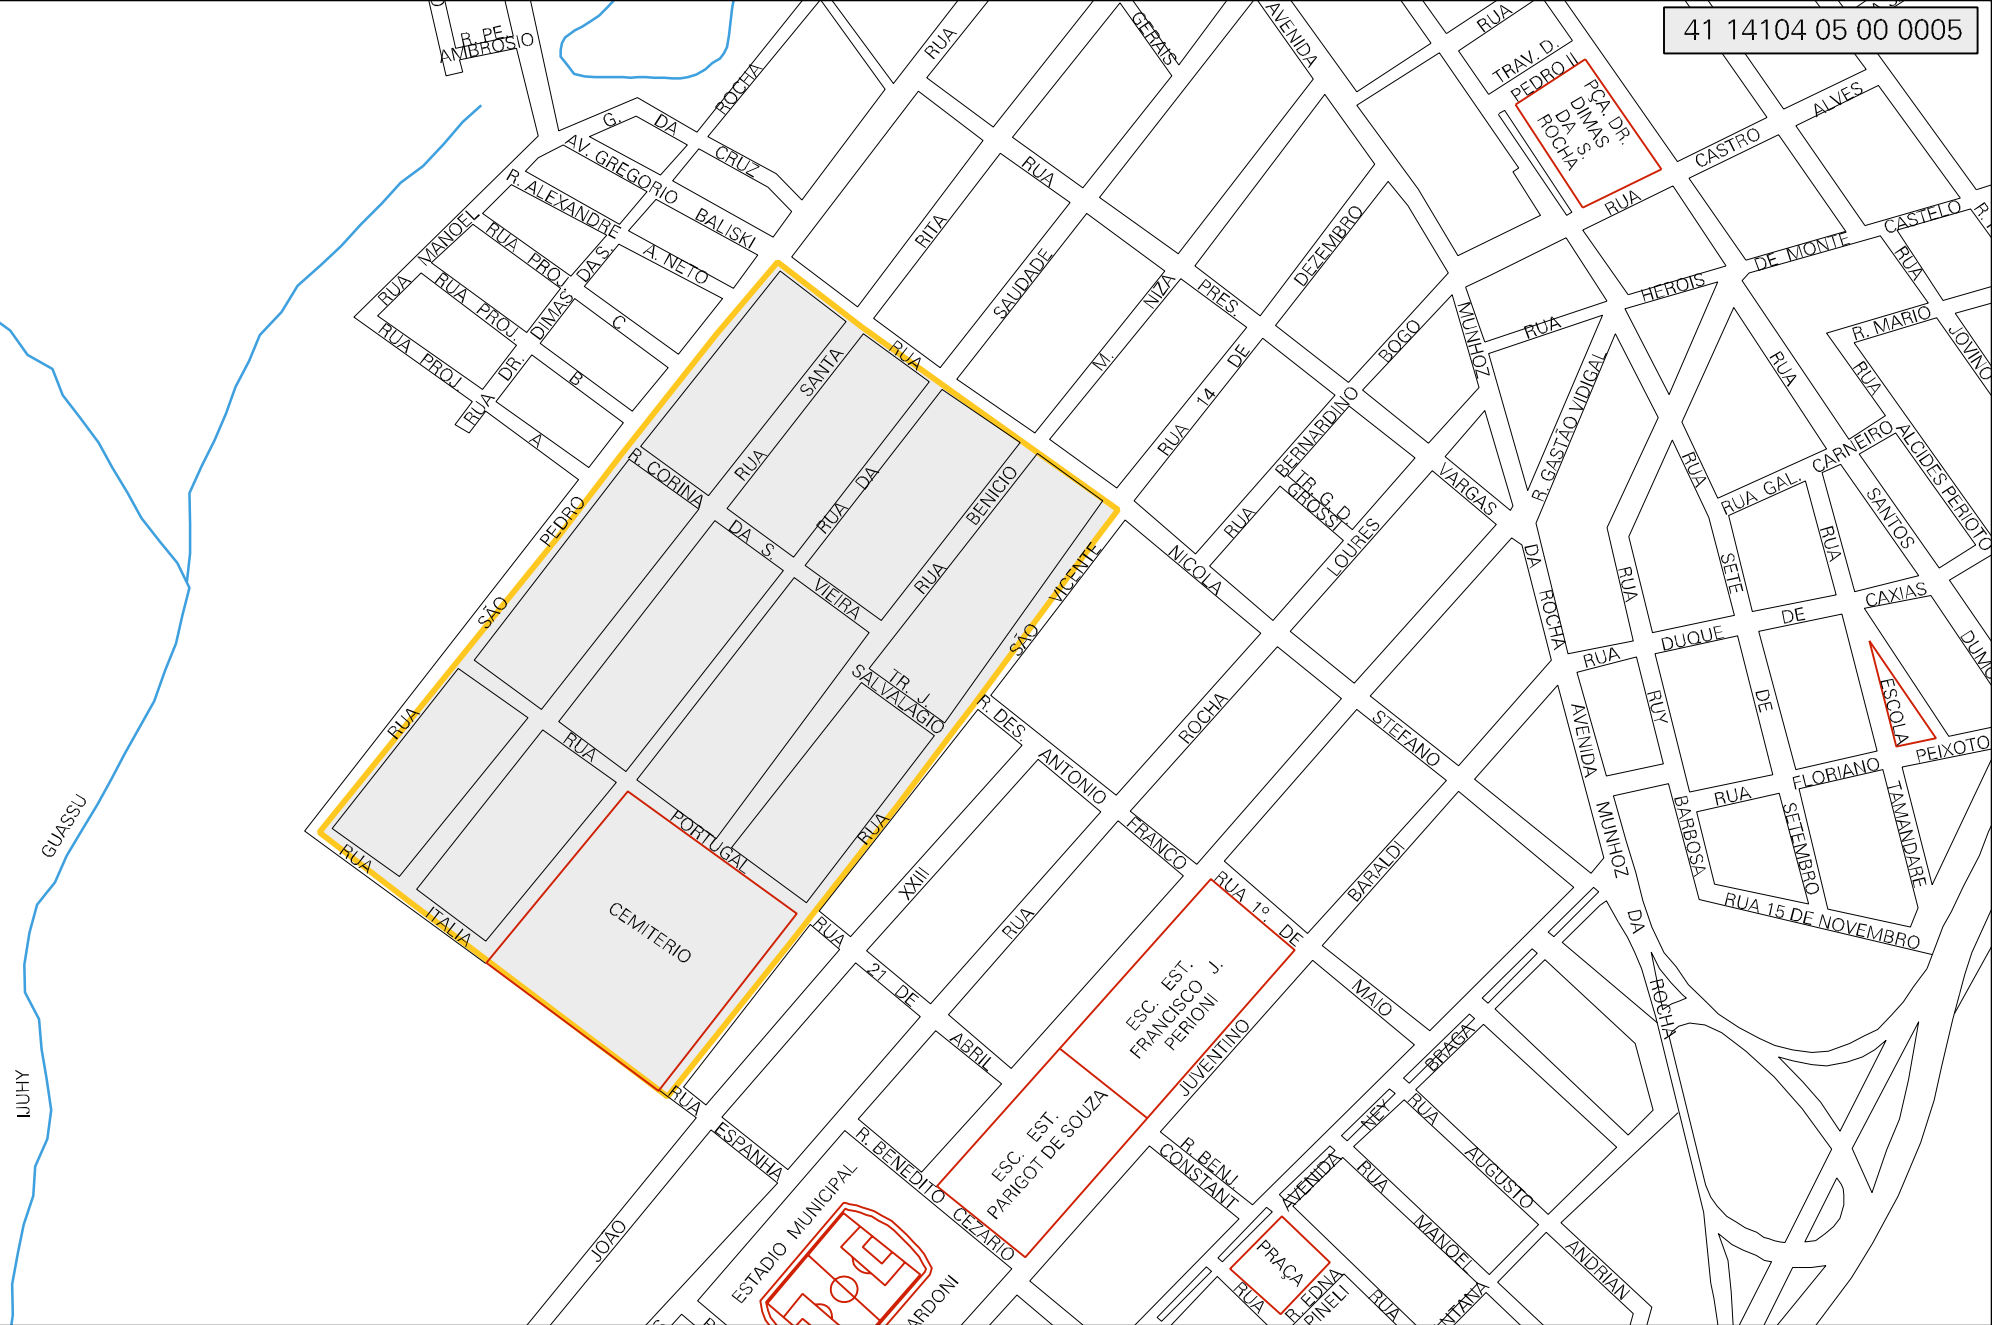 41 14104 05 00 0005
R. PE.
AMBROSIO
ROCHA
RUA
GERAIS
AVENIDA
RUA
TRAV. D.
PEDRO II
PÇA. DR.
DIMAS
DA S.
ROCHA
ALVES
CASTRO
RUA
G. DA
CRUZ
AV. GREGORIO
BALISKI
R. ALEXANDRE
A. NETO
MANOEL
RUA
RUA PROJ.
RUA PROJ.
RUA PROJ.
DA S.
DIMAS
DR.
RUA
C
B
A
RITA
RUA
SAUDADE
NIZA
M.
PRES.
DEZEMBRO
DE
14
RUA
BOGO
BERNARDINO
RUA
MUNHOZ
RUA
HEROIS
DE MONTE
CASTELO
RUA
R. MARIO
JOVINO
RUA
RUA
R. GASTÃO VIDIGAL
CARNEIRO
RUA GAL.
ALCIDES PERIOTO
SANTOS
RUA
RUA
SANTA
RUA
RUA
R. CORINA
DA S.
VIEIRA
DA
RUA
BENICIO
RUA
TR. G. D.
GROSSI
LOURES
VARGAS
NICOLA
VICENTE
SÃO
RUA
PEDRO
SÃO
RUA
TR. J.
SALVALAGIO
RUA
PORTUGAL
CEMITERIO
RUA
ITALIA
R. DES.
ANTONIO
FRANCO
ROCHA
STEFANO
DA
ROCHA
RUA
SETE
DE
CAXIAS
DUQUE
RUA
RUY
DE
ESCOLA
PEIXOTO
FLORIANO
RUA
AVENIDA
MUNHOZ
BARBOSA
SETEMBRO
TAMANDARE
RUA 15 DE NOVEMBRO
DA
ROCHA
GUASSU
IJUHY
XXIII
RUA
RUA
21 DE
ABRIL
RUA 1º. DE
MAIO
BARALDI
ESC. EST.
FRANCISCO J.
PERIONI
JUVENTINO
ESC. EST.
PARIGOT DE SOUZA
RUA
ESPANHA
R. BENEDITO
CEZARIO
R. BENJ.
CONSTANT
BRAGA
NEY
AVENIDA
RUA
AUGUSTO
RUA
MANOEL
ADRIAN
JOAO
ESTADIO MUNICIPAL
PRAÇA
RUA
R. EDNA
PINELI
RUA